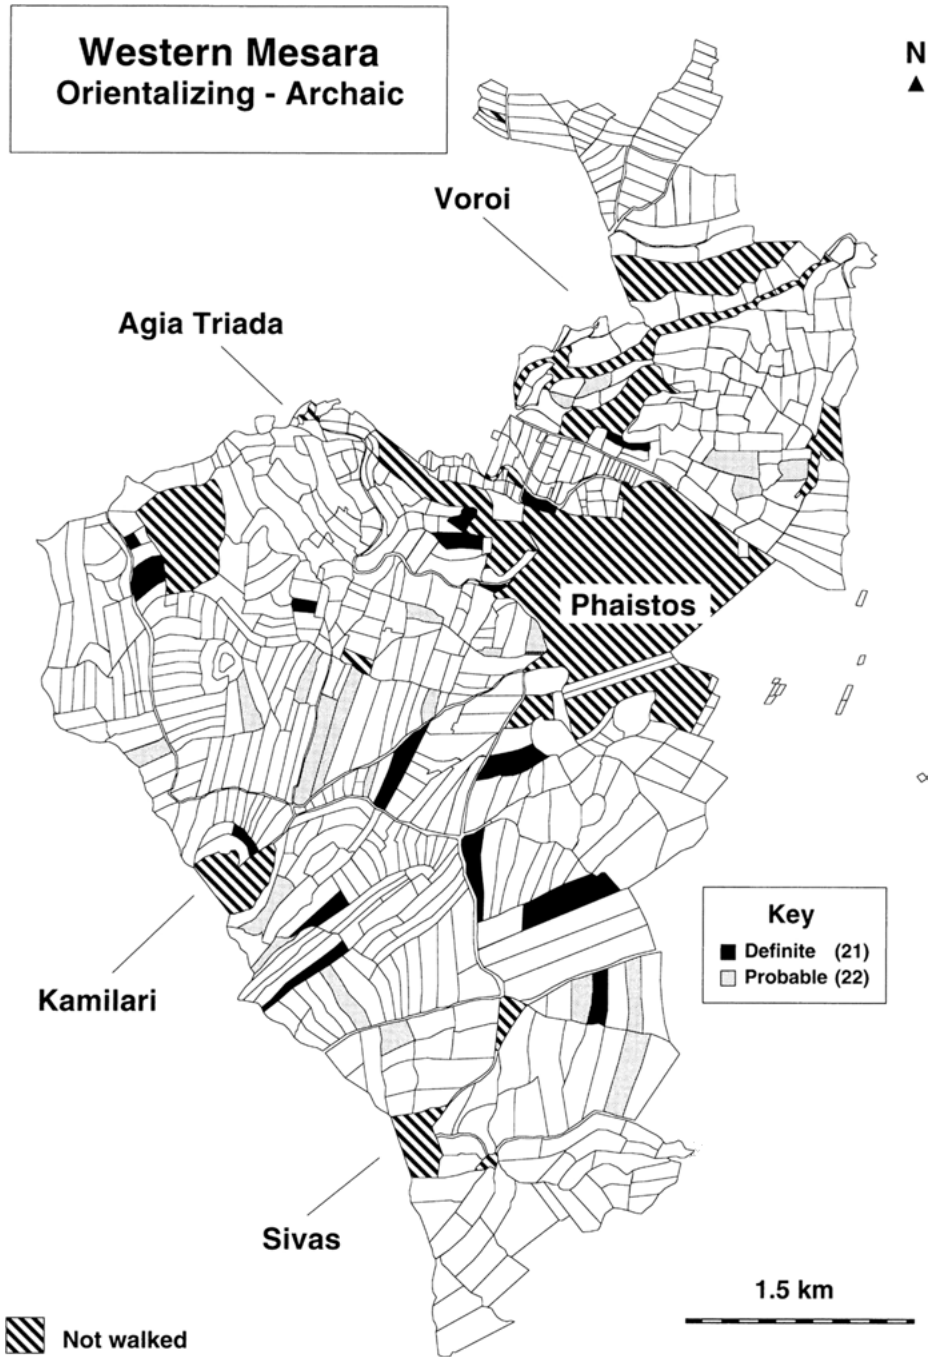 Western Mesara
Orientalizing - Archaic
N
Voroi
Agia Triada
Phaistos
Key
Definite (21)
Probable (22)
Kamilari
Sivas
1.5 km
Not walked